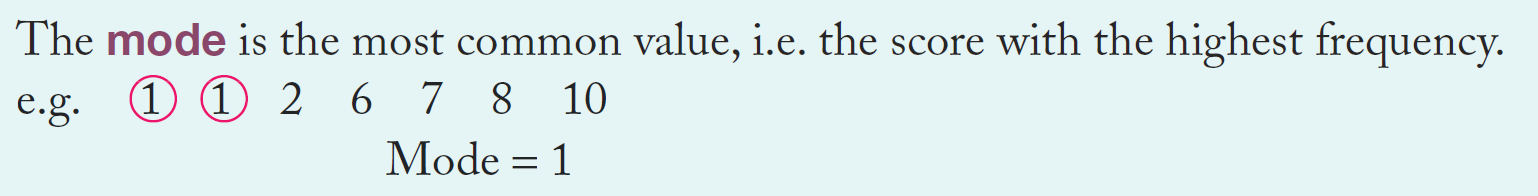 The mode is the most common value, i.e. the score with the highest frequency.
e.g. 1 1 2 6 7 8 10
Mode = 1